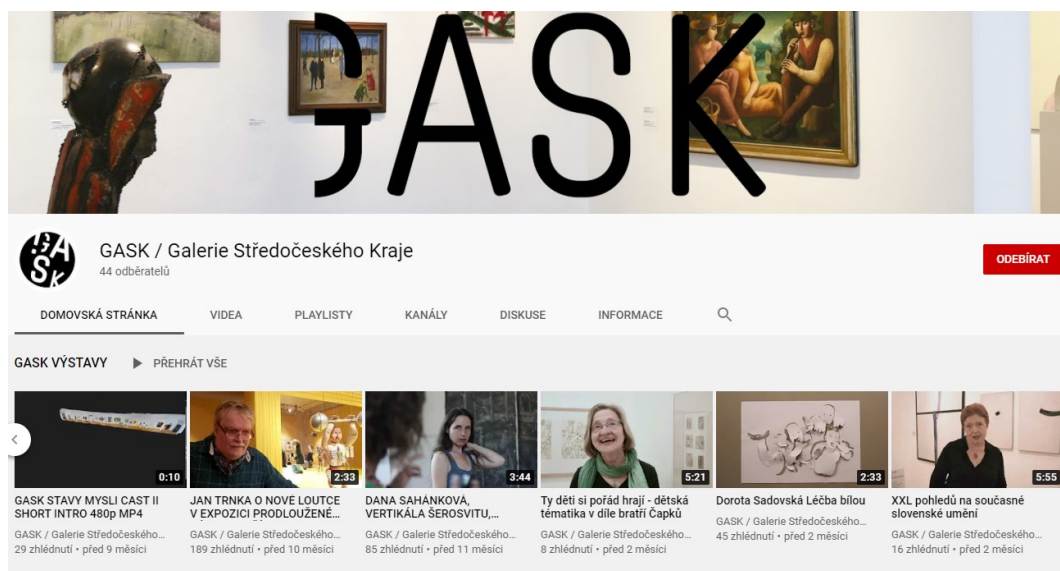 GASK
GASK
GASK / Galerie Středočeského Kraje
44 odběratelů
ODEBÍRAT
DOMOVSKÁ STRÁNKA VIDEA PLAYLISTY KANÁLY DISKUSE INFORMACE
GASK VÝSTAVY PŘEHRÁT VŠE
0:10 2:33 3:44 5:21 2:33 5:55
GASK STAVY MYSLI CAST II
SHORT INTRO 480p MP4
GASK / Galerie Středočeského...
29 zhlédnutí • před 9 měsíci
JAN TRNKA O NOVÉ LOUTCE
V EXPOZICI PRODLOUŽENÉ...
GASK / Galerie Středočeského...
189 zhlédnutí • před 10 měsíci
DANA SAHÁNKOVÁ,
VERTIKÁLA ŠEROSVITU,...
GASK / Galerie Středočeského...
85 zhlédnutí • před 11 měsíci
Ty děti si pořád hrají - dětská
tématika v díle bratří Čapků
GASK / Galerie Středočeského...
8 zhlédnutí • před 2 měsíci
Dorota Sadovská Léčba bílou
GASK / Galerie Středočeského...
45 zhlédnutí • před 2 měsíci
XXL pohledů na současné
slovenské umění
GASK / Galerie Středočeského...
16 zhlédnutí • před 2 měsíci